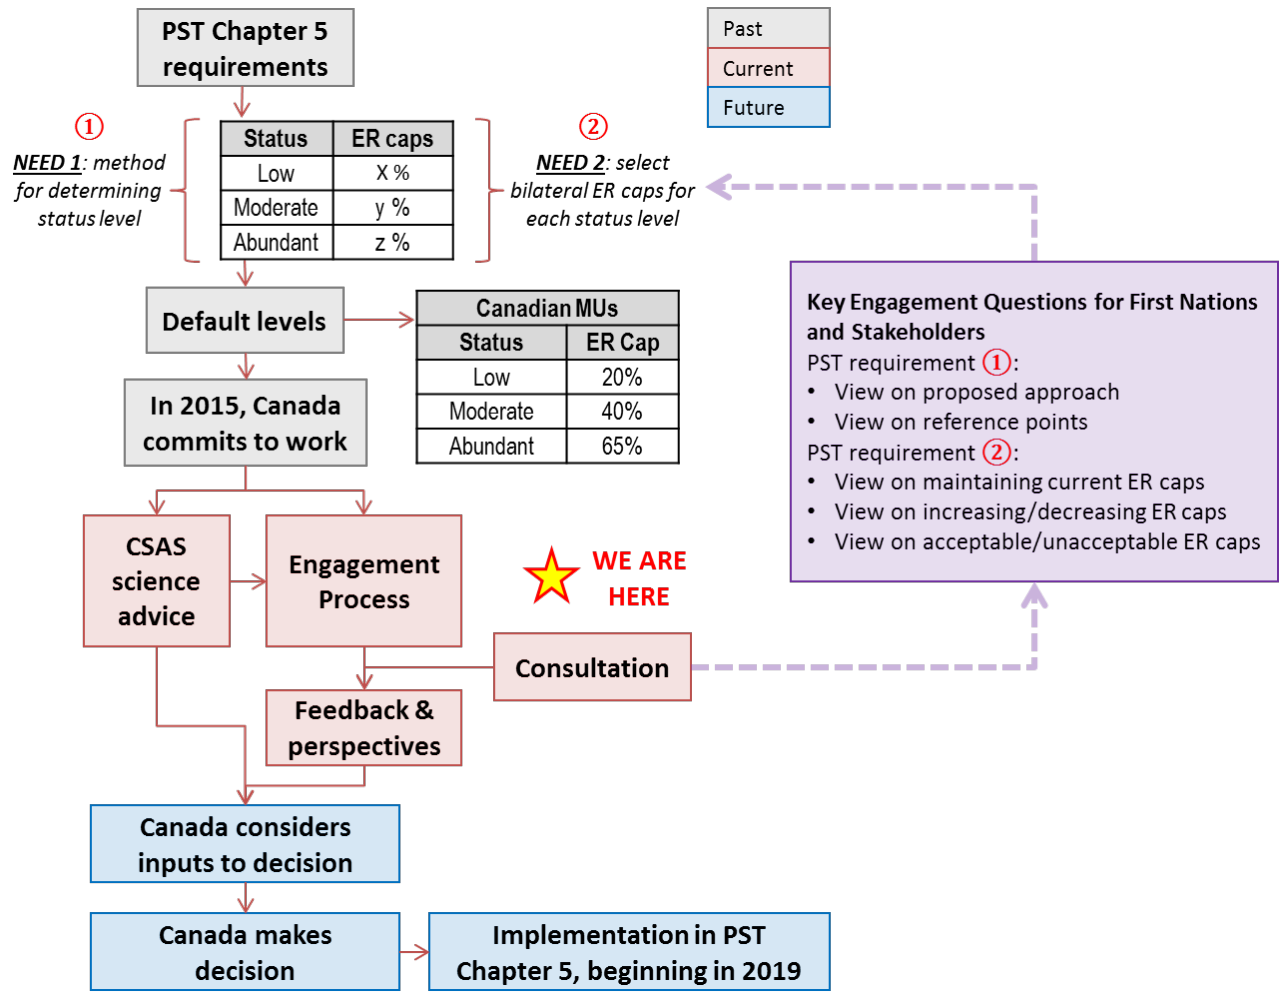 PST Chapter 5
requirements
Past
Current
Future
①
NEED 1: method
for determining
status level
Status ER caps
Low X %
Moderate y %
Abundant z %
②
NEED 2: select
bilateral ER caps for
each status level
Default levels
Canadian MUs
Status ER Cap
Low 20%
Moderate 40%
Abundant 65%
In 2015, Canada
commits to work
Key Engagement Questions for First Nations
and Stakeholders
PST requirement ①:
• View on proposed approach
• View on reference points
PST requirement ②:
• View on maintaining current ER caps
• View on increasing/decreasing ER caps
• View on acceptable/unacceptable ER caps
CSAS
science
advice
Engagement
Process
WE ARE
HERE
Consultation
Feedback &
perspectives
Canada considers
inputs to decision
Canada makes
decision
Implementation in PST
Chapter 5, beginning in 2019